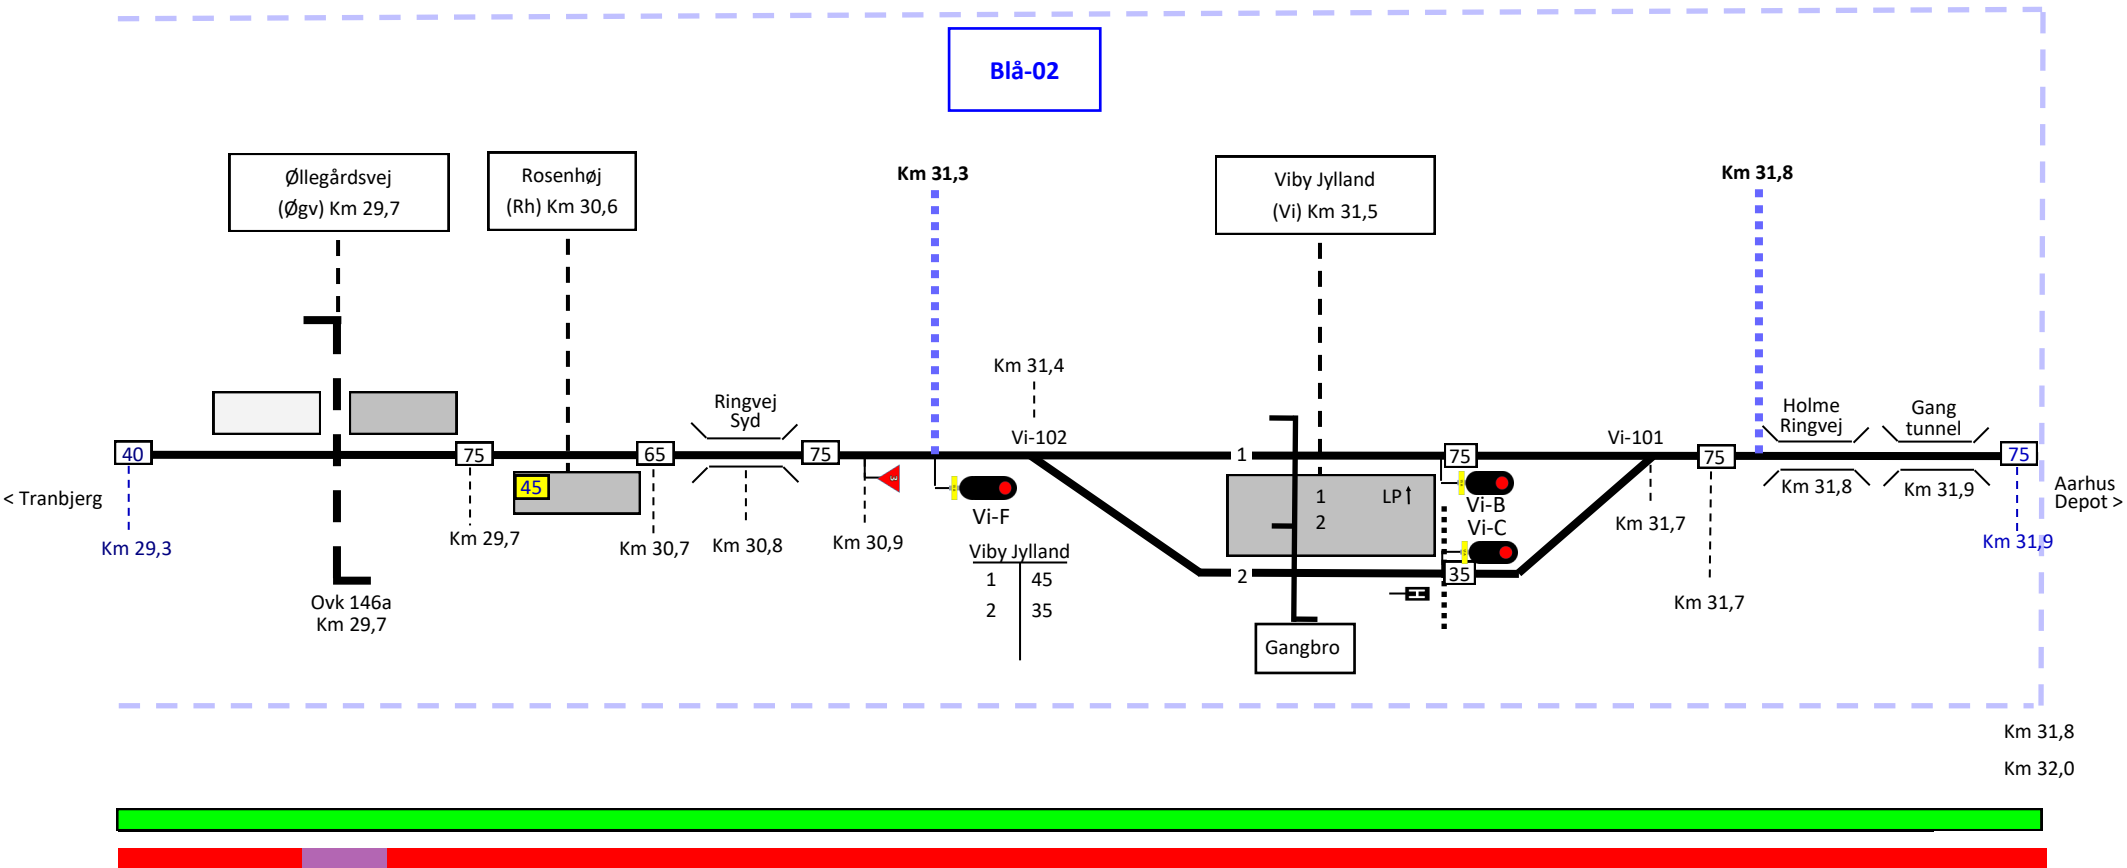 Blå-02
Øllegårdsvej
(Øgv) Km 29,7
Rosenhøj
(Rh) Km 30,6
Km 31,3
Viby Jylland
(Vi) Km 31,5
Km 31,8
Km 31,4
Ringvej
Syd
Vi-102
Vi-101
Holme
Ringvej
Gang
tunnel
40
75
65
75
1
75
75
75
45
< Tranbjerg
Km 29,3
Km 29,7
Km 30,7
Km 30,8
Km 30,9
Vi-F
1
2
LP
Vi-B
Vi-C
Km 31,7
Km 31,8
Km 31,9
Aarhus
Depot >
Km 31,9
Viby Jylland
1 45
2 35
2
35
H
Km 31,7
Ovk 146a
Km 29,7
Gangbro
Km 31,8
Km 32,0